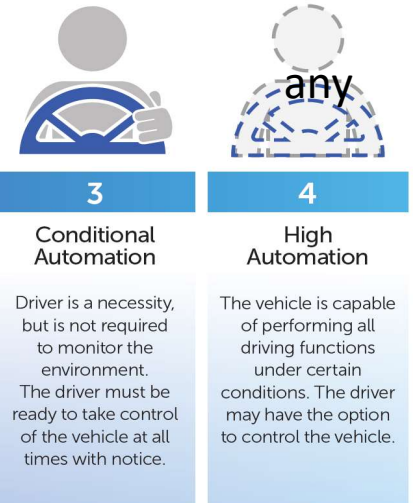 any
3
Conditional
Automation
Driver is a necessity,
but is not required
to monitor the
environment.
The driver must be
ready to take control
of the vehicle at all
times with notice.
4
High
Automation
The vehicle is capable
of performing all
driving functions
under certain
conditions. The driver
may have the option
to control the vehicle.